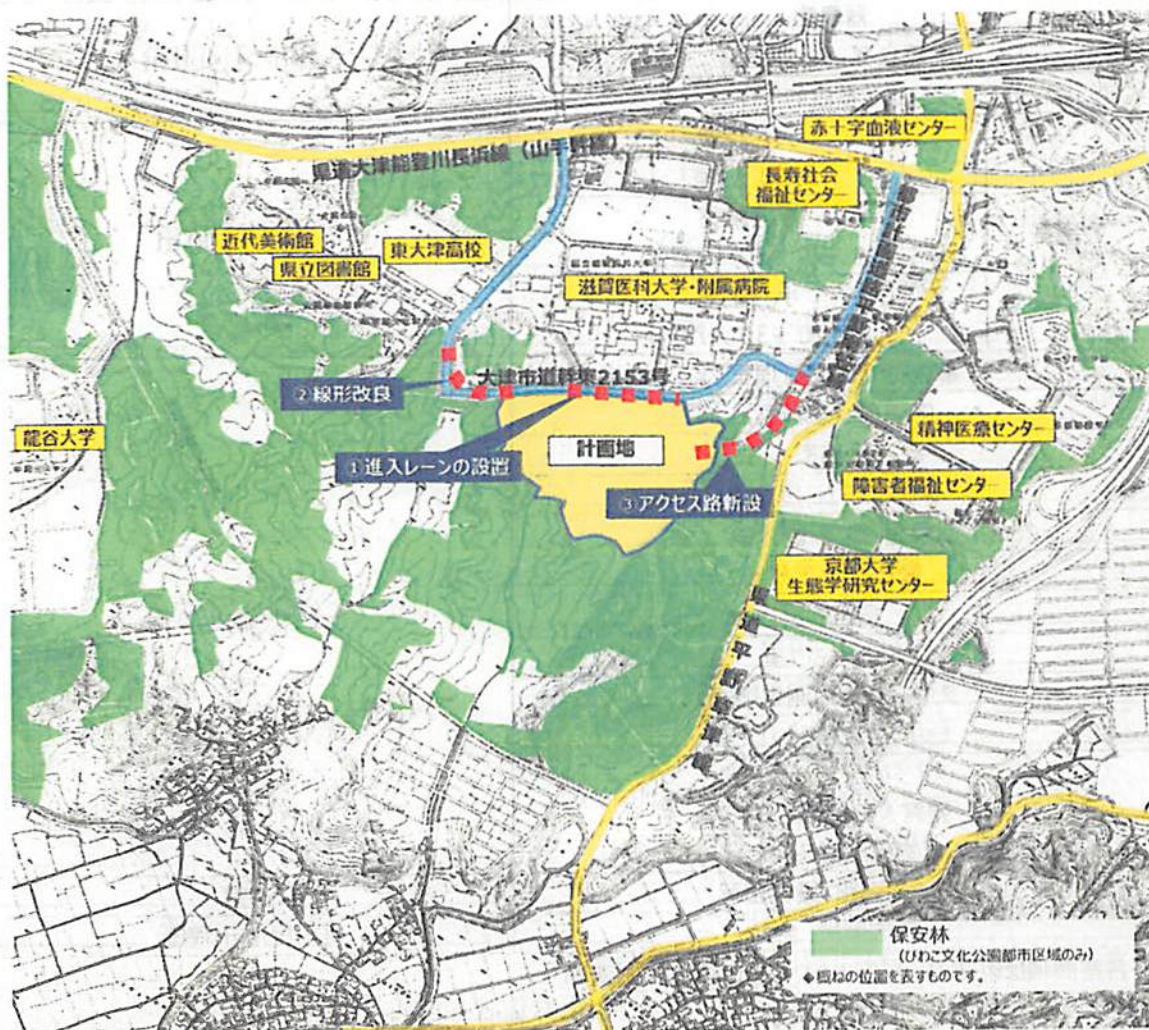 赤十字血液センター
県道大津能登川長浜線(山手幹線)
長寿社会
福祉センター
近代美術館
東大津高校
県立図書館
滋賀医科大学・附属病院
大津市道幹線2153号
②線形改良
龍谷大学
精神医療センター
計画地
①進入レーンの設置
障害者福祉センター
③アクセス路新設
京都大学
生態学研究センター
保安林
(びわこ文化公園都市区域のみ)
◆概ねの位置を表すものです。